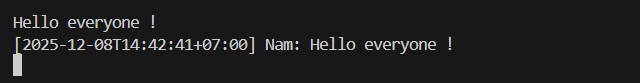 Hello everyone !
[2025-12-08T14:42:41+07:00] Nam: Hello everyone !